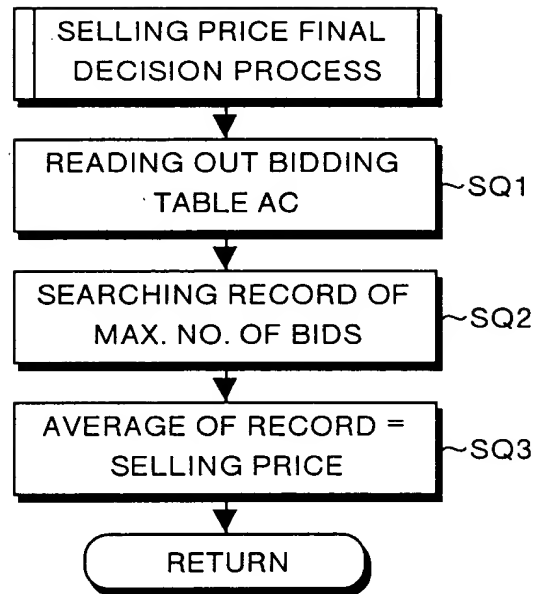 SELLING PRICE FINAL
DECISION PROCESS
READING OUT BIDDING
TABLE AC
~SQ1
SEARCHING RECORD OF
MAX. NO. OF BIDS
~SQ2
AVERAGE OF RECORD =
SELLING PRICE
~SQ3
RETURN